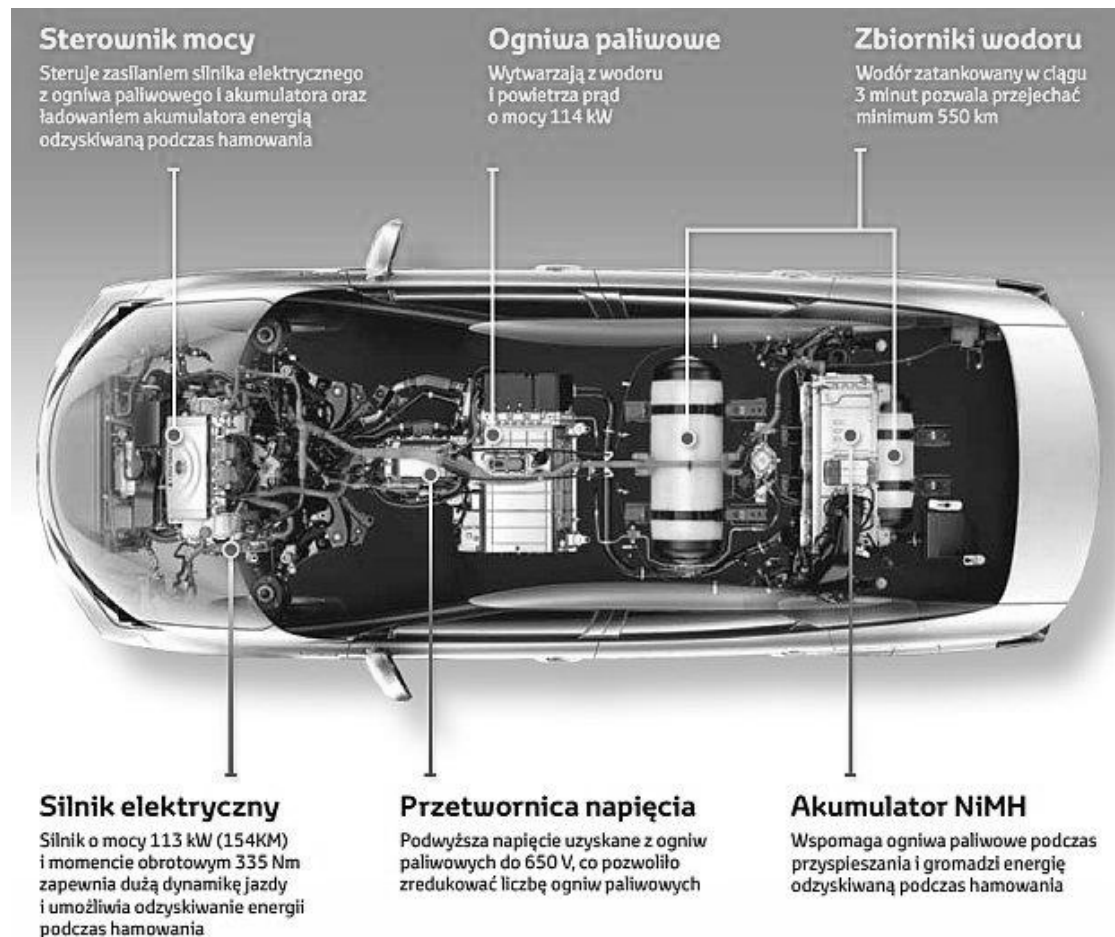 Sterownik mocy
Steruje zasilaniem silnika elektrycznego
z ogniwa paliwowego i akumulatora oraz
ładowaniem akumulatora energią
odzyskiwaną podczas hamowania
Ogniwa paliwowe
Wytwarzają z wodoru
i powietrza prąd
o mocy 114 kW
Zbiorniki wodoru
Wodór zatankowany w ciągu
3 minut pozwala przejechać
minimum 550 km
Silnik elektryczny
Silnik o mocy 113 kW (154KM)
i momencie obrotowym 335 Nm
zapewnia dużą dynamikę jazdy
i umożliwia odzyskiwanie energii
podczas hamowania
Przetwornica napięcia
Podwyższa napięcie uzyskane z ogniw
paliwowych do 650 V, co pozwoliło
zredukować liczbę ogniw paliwowych
Akumulator NiMH
Wspomaga ogniwa paliwowe podczas
przyspieszania i gromadzi energię
odzyskiwaną podczas hamowania